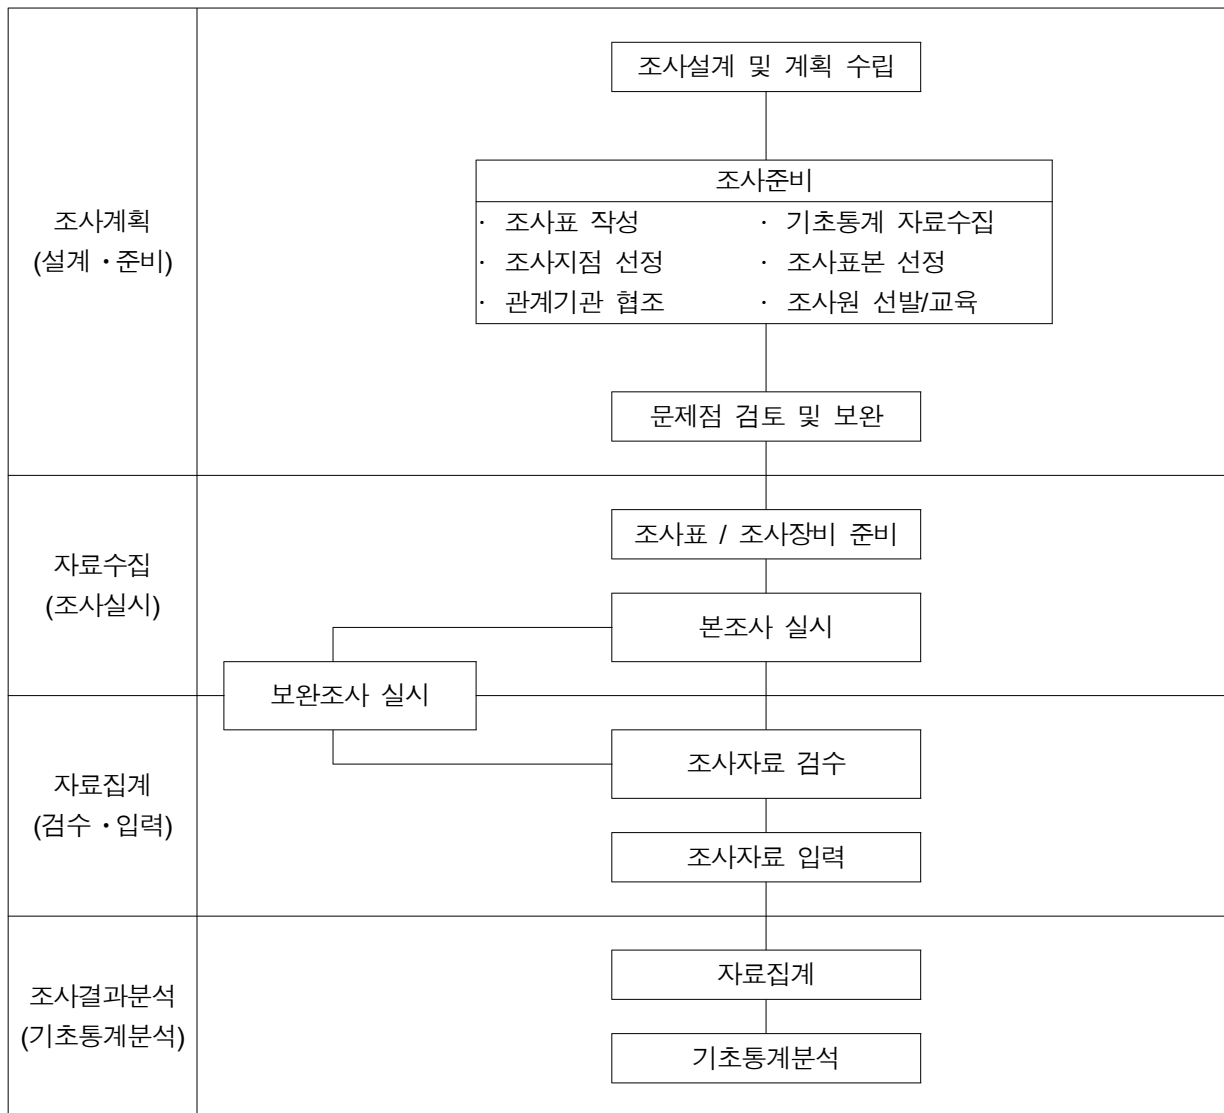 조사계획
(설계 · 준비)
조사설계 및 계획 수립
조사준비
· 조사표 작성 · 기초통계 자료수집
· 조사지점 선정 · 조사표본 선정
· 관계기관 협조 · 조사원 선발/교육
문제점 검토 및 보완
자료수집
(조사실시)
조사표 / 조사장비 준비
본조사 실시
보완조사 실시
자료집계
(검수 · 입력)
조사자료 검수
조사자료 입력
조사결과분석
(기초통계분석)
자료집계
기초통계분석